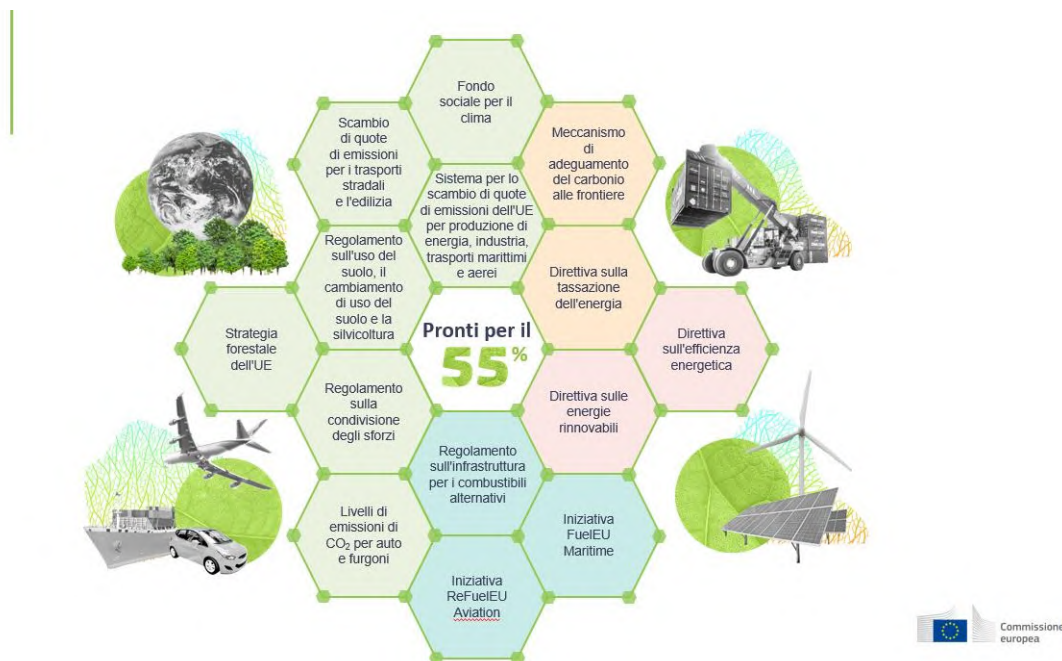 Fondo
sociale per il
clima
Scambio
di quote
di emissioni
per i trasporti
stradali
e l'edilizia
Meccanismo
di
adeguamento
del carbonio
alle frontiere
Sistema per lo
scambio di quote
di emissioni dell'UE
per produzione di
energia, industria,
trasporti marittimi
e aerei
Regolamento
sull'uso del
suolo, il
cambiamento
di uso del
suolo e la
silvicoltura
Direttiva sulla
tassazione
dell'energia
Strategia
forestale
dell'UE
Pronti per il
55%
Direttiva
sull'efficienza
energetica
Regolamento
sulla
condivisione
degli sforzi
Direttiva sulle
energie
rinnovabili
Regolamento
sull'infrastruttura
per i combustibili
alternativi
Livelli di
emissioni di
CO₂ per auto
e furgoni
Iniziativa
FuelEU
Maritime
Iniziativa
ReFuelEU
Aviation
Commissione
europea